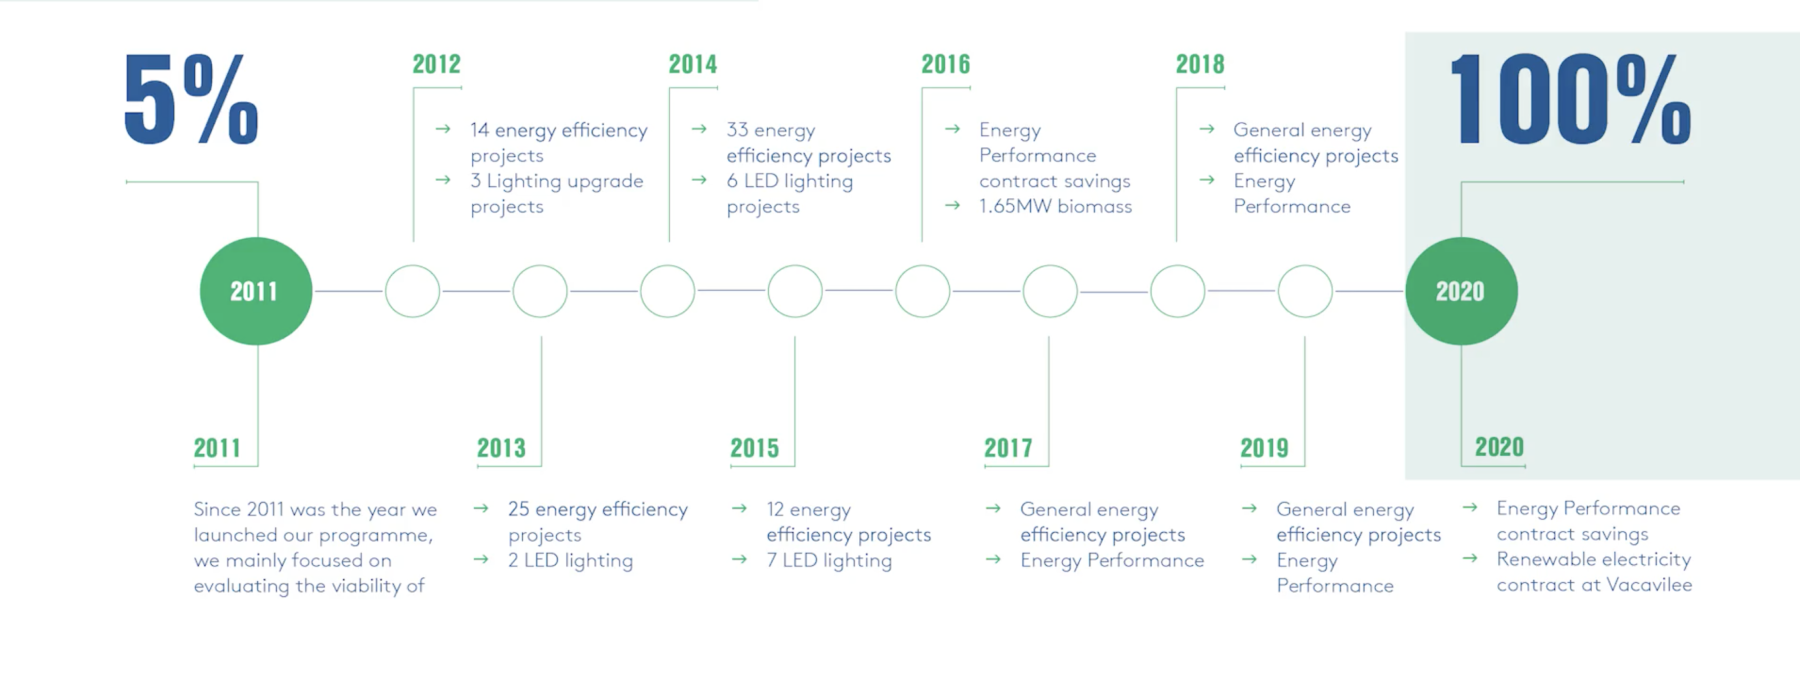 5%
2012
14 energy efficiency
projects
3 Lighting upgrade
projects
2014
33 energy
efficiency projects
6 LED lighting
projects
2016
Energy
Performance
contract savings
1.65MW biomass
2018
General energy
efficiency projects
Energy
Performance
100%
2011
2020
2011
Since 2011 was the year we
launched our programme,
we mainly focused on
evaluating the viability of
2013
25 energy efficiency
projects
2 LED lighting
2015
12 energy
efficiency projects
7 LED lighting
2017
General energy
efficiency projects
Energy Performance
2019
General energy
efficiency projects
Energy
Performance
2020
Energy Performance
contract savings
Renewable electricity
contract at Vacavilee